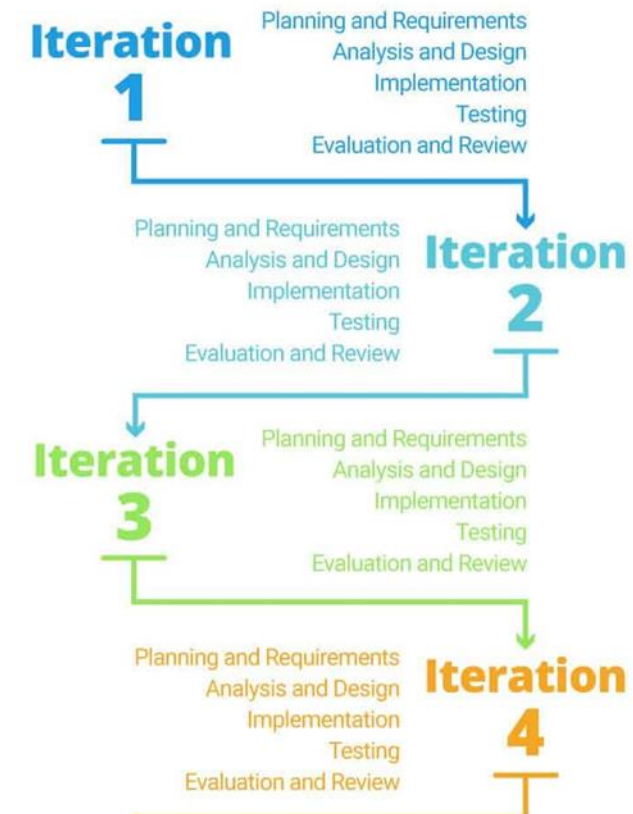 Iteration
1
Planning and Requirements
Analysis and Design
Implementation
Testing
Evaluation and Review
Iteration
2
Planning and Requirements
Analysis and Design
Implementation
Testing
Evaluation and Review
Iteration
3
Planning and Requirements
Analysis and Design
Implementation
Testing
Evaluation and Review
Iteration
4
Planning and Requirements
Analysis and Design
Implementation
Testing
Evaluation and Review